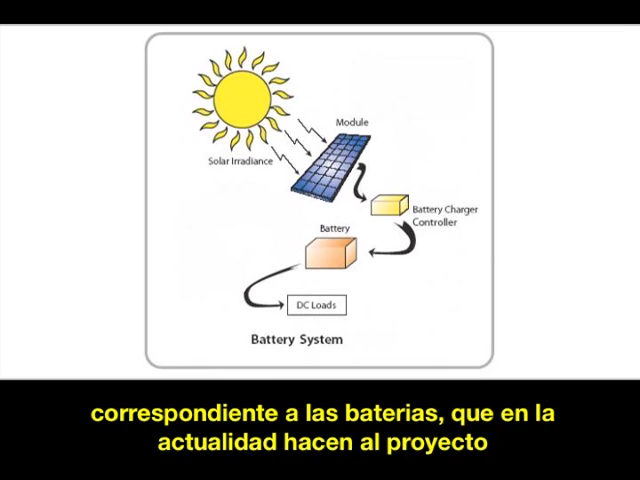 Module
Solar Irradiance
Battery Charger
Controller
Battery
DC Loads
Battery System
correspondiente a las baterias, que en la
actualidad hacen al proyecto